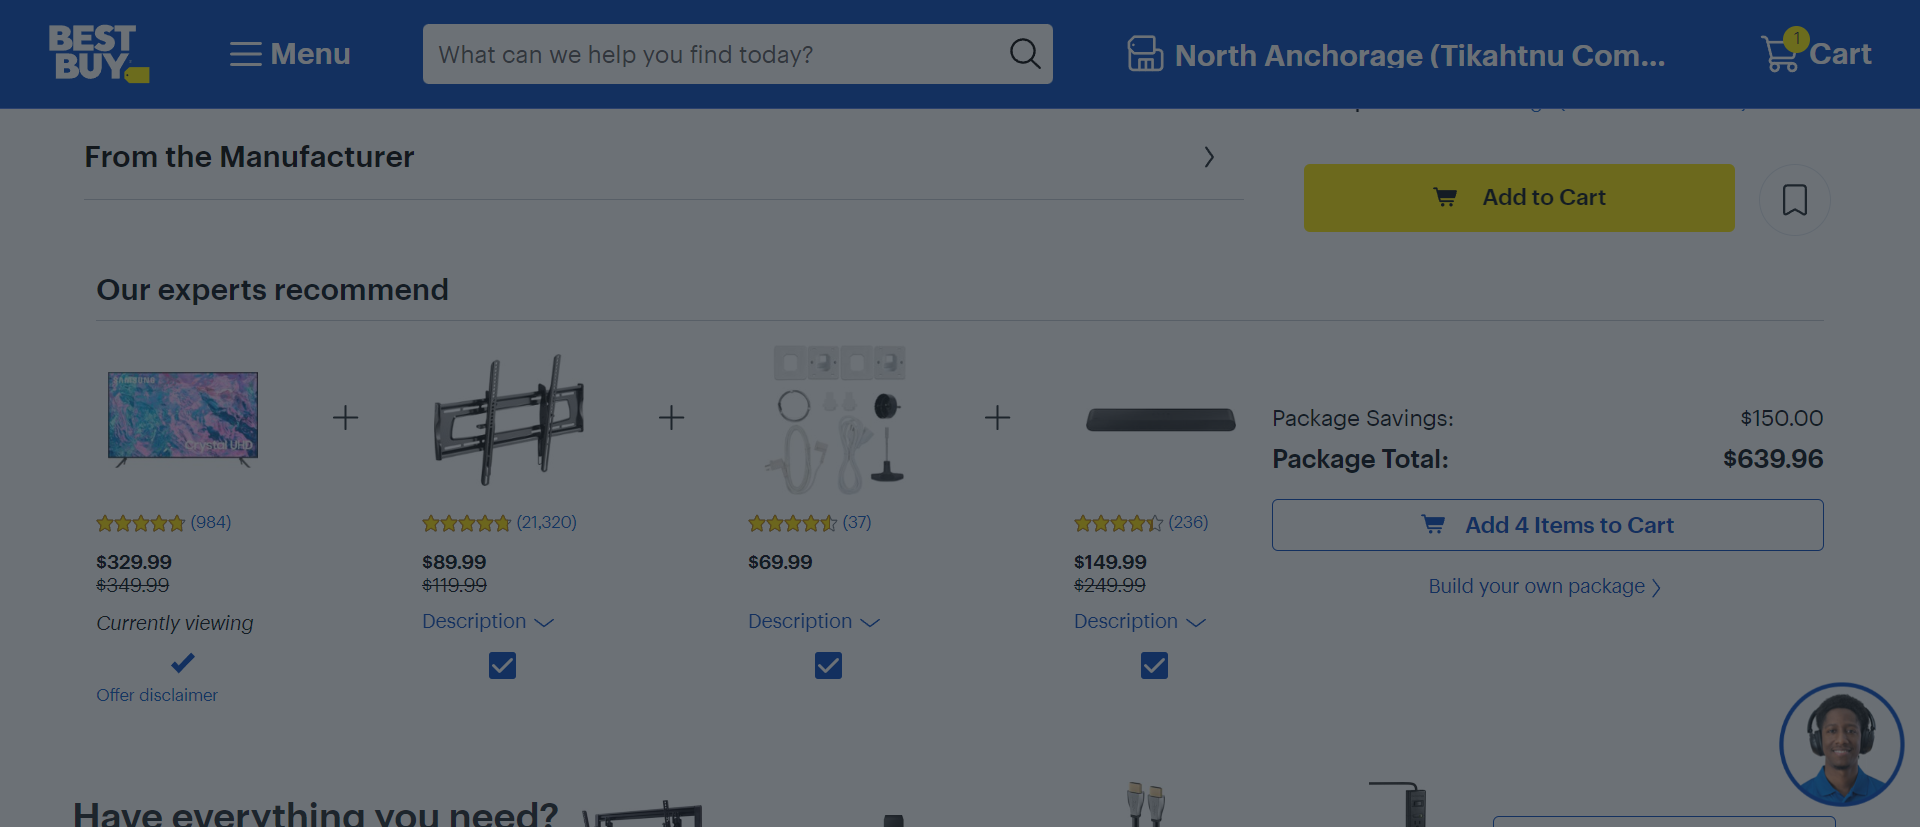 BEST
BUY
Menu
What can we help you find today?
North Anchorage (Tikahtnu Com...
1
Cart
From the Manufacturer
Add to Cart
Our experts recommend
SAMSUNG
Crystal UHD
(984)
$329.99
$349.99
Currently viewing
Offer disclaimer
(21,320)
$89.99
$119.99
Description
(37)
$69.99
Description
(236)
$149.99
$249.99
Description
Package Savings: $150.00
Package Total: $639.96
Add 4 Items to Cart
Build your own package
Have everything you need?